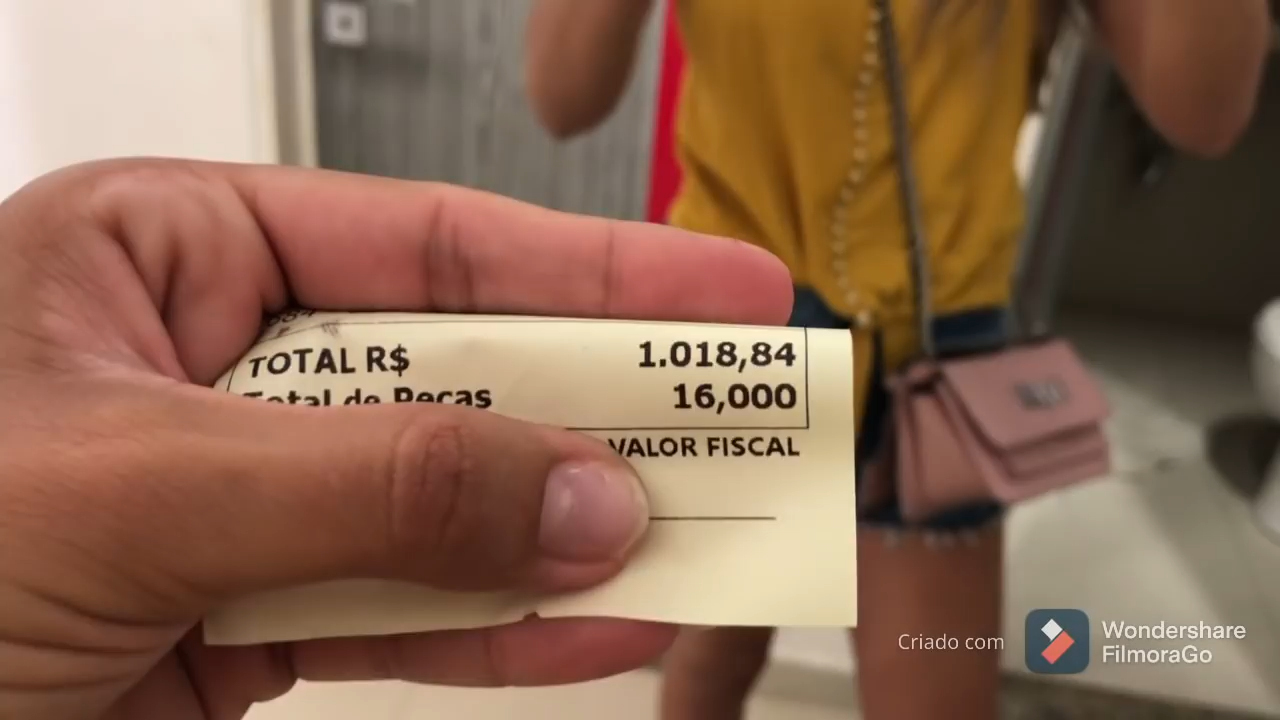 TOTAL R$ 1.018,84
Total de Peças 16,000
VALOR FISCAL
Criado com
Wondershare
FilmoraGo